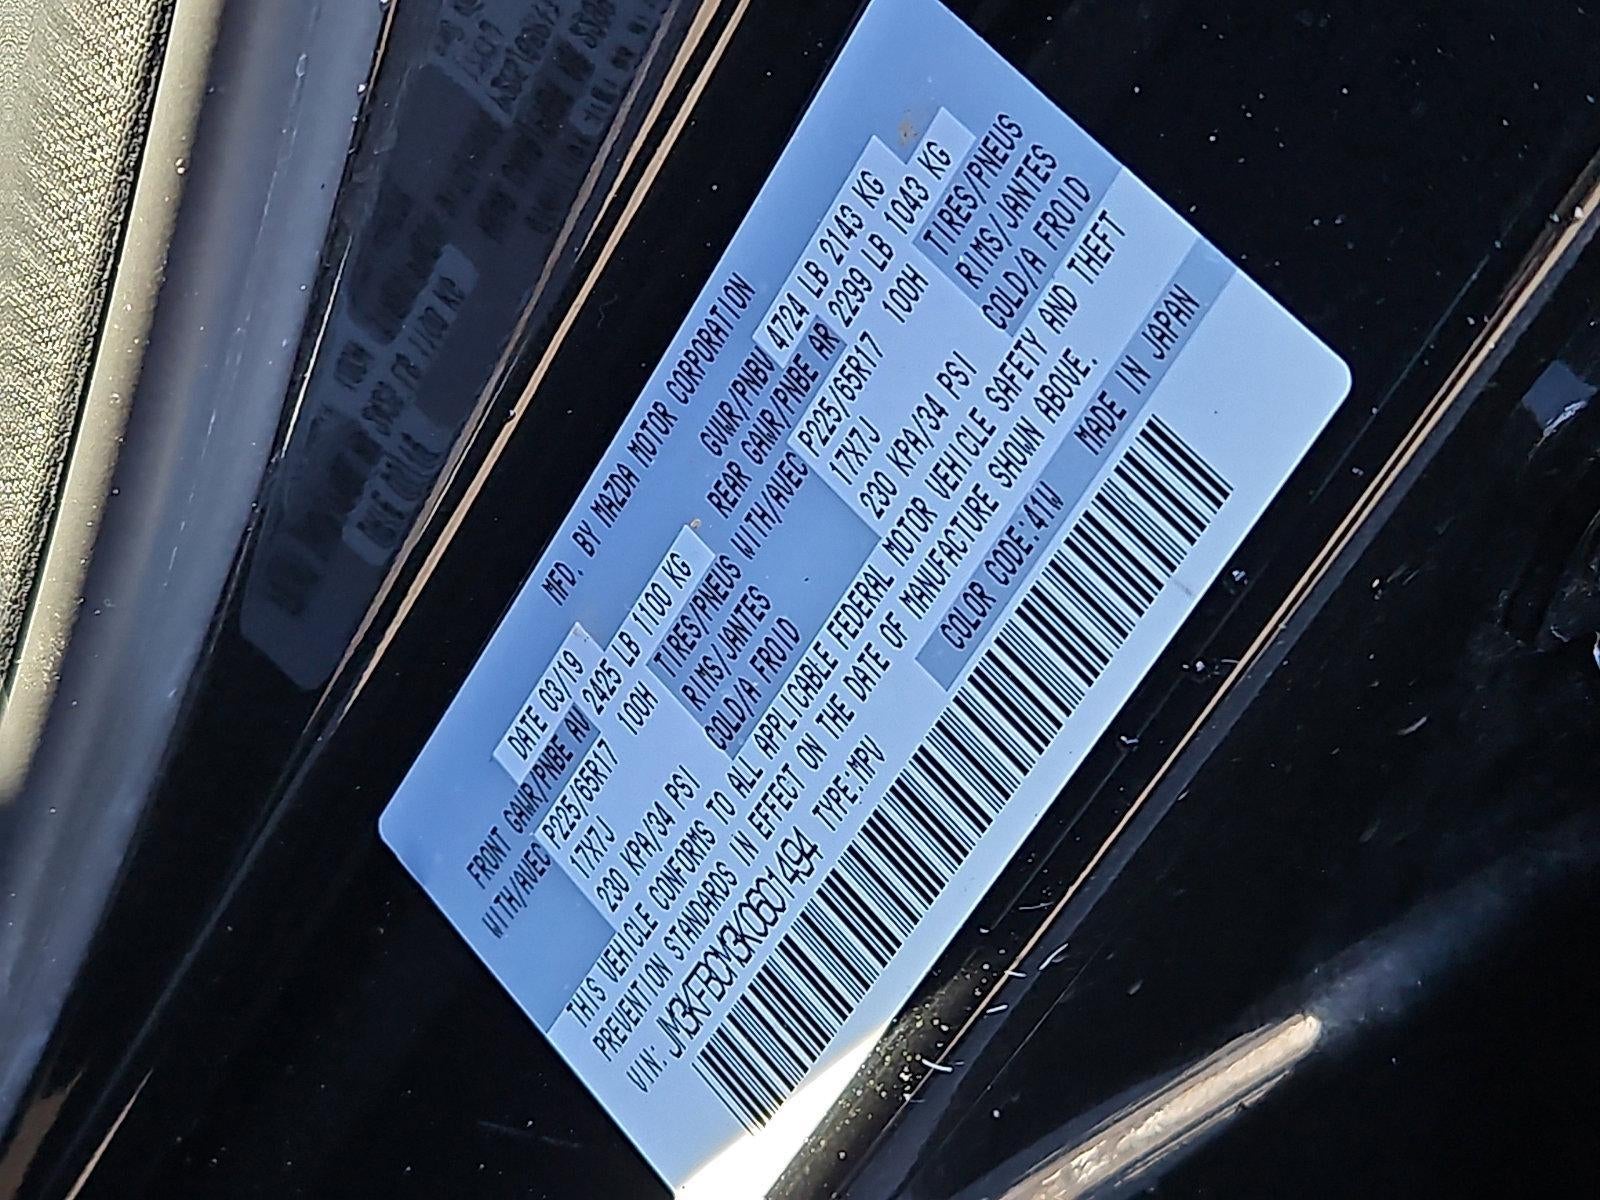 MFD. BY MAZDA MOTOR CORPORATION
DATE 03/19 GVWR/PNBV 4724 LB 2143 KG
FRONT GAWR/PNBE AV 2425 LB 1100 KG REAR GAWR/PNBE AR 2299 LB 1043 KG
WITH/AVEC P225/65R17 100H TIRES/PNEUS WITH/AVEC P225/65R17 100H TIRES/PNEUS
17X7J RIMS/JANTES 17X7J RIMS/JANTES
230 KPA/34 PSI COLD/A FROID 230 KPA/34 PSI COLD/A FROID
THIS VEHICLE CONFORMS TO ALL APPLICABLE FEDERAL MOTOR VEHICLE SAFETY AND THEFT
PREVENTION STANDARDS IN EFFECT ON THE DATE OF MANUFACTURE SHOWN ABOVE.
VIN: JM3KFBCM3K0601494 TYPE:MPV COLOR CODE:41W MADE IN JAPAN